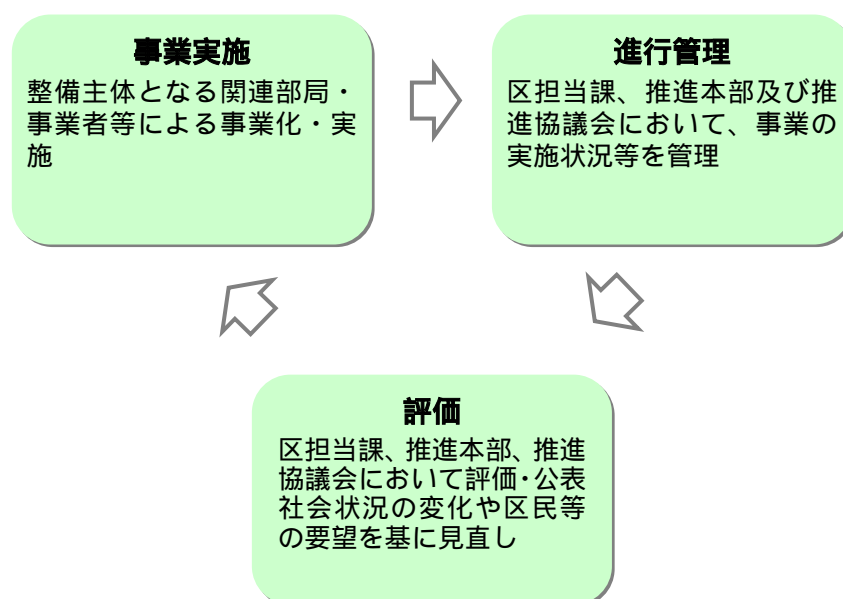 事業実施
整備主体となる関連部局・
事業者等による事業化・実
施
進行管理
区担当課、推進本部及び推
進協議会において、事業の
実施状況等を管理
評価
区担当課、推進本部、推進
協議会において評価・公表
社会状況の変化や区民等
の要望を基に見直し